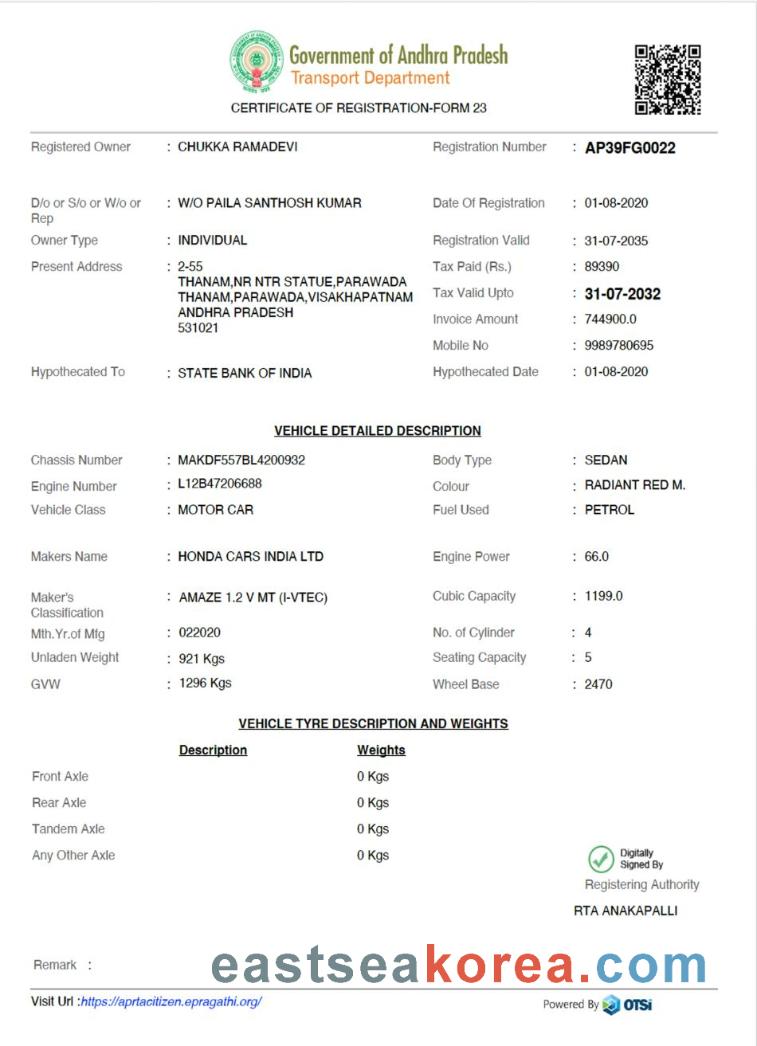 Government of Andhra Pradesh
Transport Department
CERTIFICATE OF REGISTRATION-FORM 23
Registered Owner : CHUKKA RAMADEVI Registration Number : AP39FG0022
D/o or S/o or W/o or Rep : W/O PAILA SANTHOSH KUMAR Date Of Registration : 01-08-2020
Owner Type : INDIVIDUAL Registration Valid : 31-07-2035
Present Address : 2-55 Tax Paid (Rs.) : 89390
THANAM,NR NTR STATUE,PARAWADA
THANAM,PARAWADA,VISAKHAPATNAM Tax Valid Upto : 31-07-2032
ANDHRA PRADESH Invoice Amount : 744900.0
531021
Mobile No : 9989780695
Hypothecated To : STATE BANK OF INDIA Hypothecated Date : 01-08-2020
VEHICLE DETAILED DESCRIPTION
Chassis Number : MAKDF557BL4200932 Body Type : SEDAN
Engine Number : L12B47206688 Colour : RADIANT RED M.
Vehicle Class : MOTOR CAR Fuel Used : PETROL
Makers Name : HONDA CARS INDIA LTD Engine Power : 66.0
Maker's Classification : AMAZE 1.2 V MT (I-VTEC) Cubic Capacity : 1199.0
Mth.Yr.of Mfg : 022020 No. of Cylinder : 4
Unladen Weight : 921 Kgs Seating Capacity : 5
GVW : 1296 Kgs Wheel Base : 2470
VEHICLE TYRE DESCRIPTION AND WEIGHTS
Description Weights
Front Axle 0 Kgs
Rear Axle 0 Kgs
Tandem Axle 0 Kgs
Any Other Axle 0 Kgs
Digitally
Signed By
Registering Authority
RTA ANAKAPALLI
Remark :
eastseakorea.com
Visit Url :https://aprtacitizen.epragathi.org/ Powered By OTSi